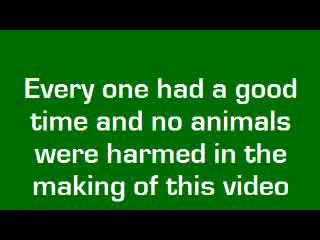 Every one had a good
time and no animals
were harmed in the
making of this video